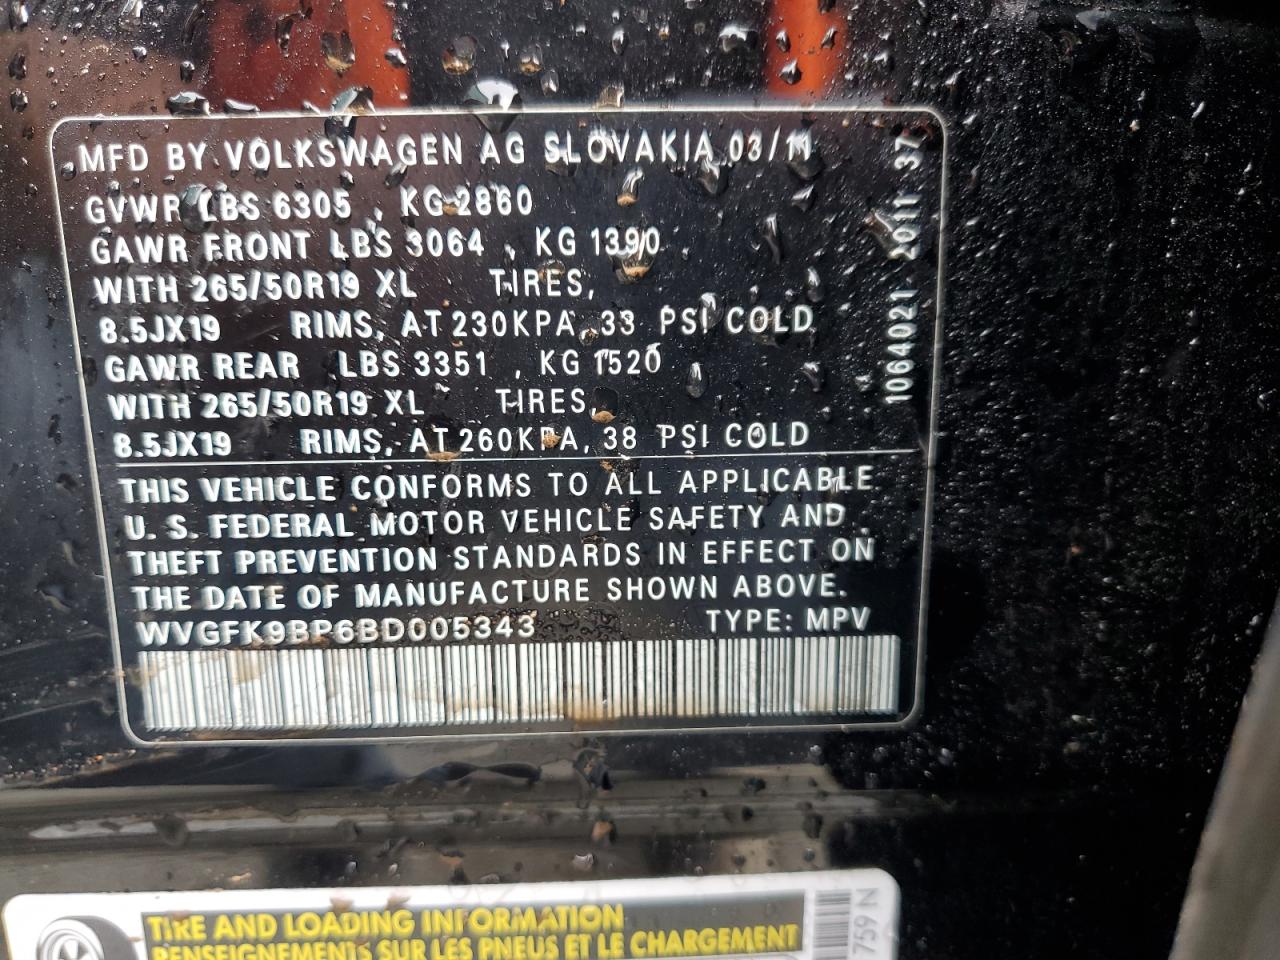 MFD BY VOLKSWAGEN AG SLOVAKIA 03/11
GVWR LBS 6305 , KG 2860
GAWR FRONT LBS 3064 , KG 1390
WITH 265/50R19 XL TIRES,
8.5JX19 RIMS, AT 230KPA, 33 PSI COLD
GAWR REAR LBS 3351 , KG 1520
WITH 265/50R19 XL TIRES,
8.5JX19 RIMS, AT 260KPA, 38 PSI COLD
1064021 2011 37
THIS VEHICLE CONFORMS TO ALL APPLICABLE
U. S. FEDERAL MOTOR VEHICLE SAFETY AND
THEFT PREVENTION STANDARDS IN EFFECT ON
THE DATE OF MANUFACTURE SHOWN ABOVE.
WVGFK9BP6BD005343 TYPE: MPV
TIRE AND LOADING INFORMATION
RENSEIGNEMENTS SUR LES PNEUS ET LE CHARGEMENT
759 N